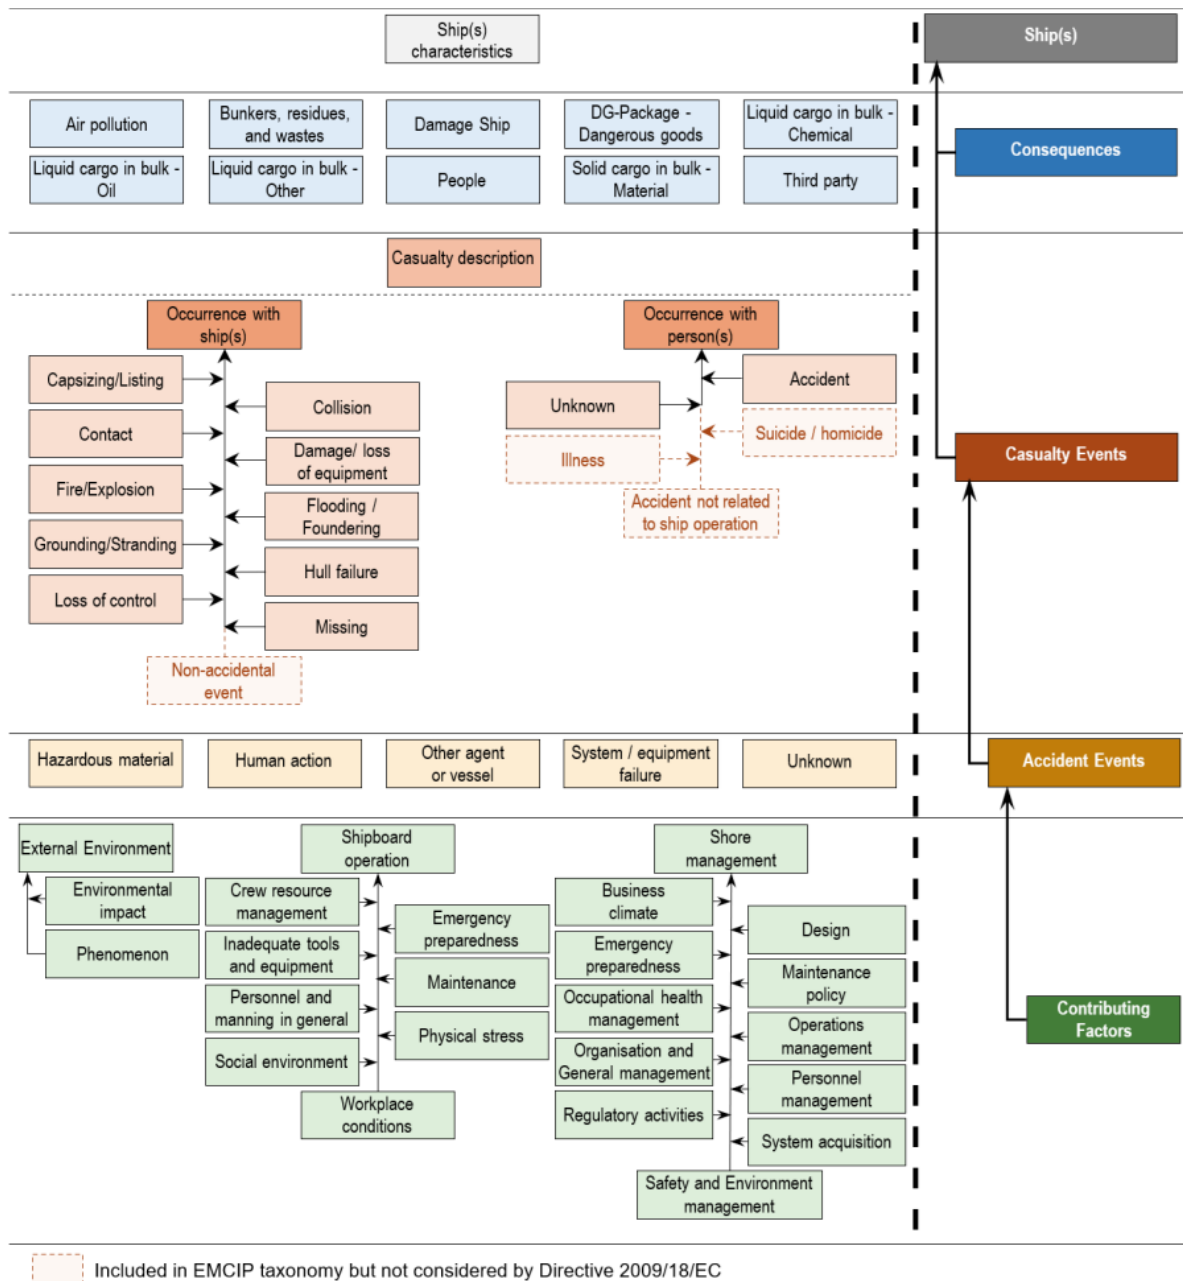 Ship(s)
characteristics
Ship(s)
Air pollution
Bunkers, residues,
and wastes
Damage Ship
DG-Package -
Dangerous goods
Liquid cargo in bulk -
Chemical
Consequences
Liquid cargo in bulk -
Oil
Liquid cargo in bulk -
Other
People
Solid cargo in bulk -
Material
Third party
Casualty description
Occurrence with
ship(s)
Capsizing/Listing
Collision
Contact
Damage/ loss
of equipment
Fire/Explosion
Flooding /
Foundering
Grounding/Stranding
Hull failure
Loss of control
Missing
Non-accidental
event
Occurrence with
person(s)
Accident
Unknown
Suicide / homicide
Illness
Accident not related
to ship operation
Casualty Events
Hazardous material
Human action
Other agent
or vessel
System / equipment
failure
Unknown
Accident Events
External Environment
Environmental
impact
Phenomenon
Shipboard
operation
Crew resource
management
Emergency
preparedness
Inadequate tools
and equipment
Maintenance
Personnel and
manning in general
Physical stress
Social environment
Workplace
conditions
Shore
management
Business
climate
Design
Emergency
preparedness
Maintenance
policy
Occupational health
management
Operations
management
Organisation and
General management
Personnel
management
Regulatory activities
System acquisition
Safety and Environment
management
Contributing
Factors
Included in EMCIP taxonomy but not considered by Directive 2009/18/EC